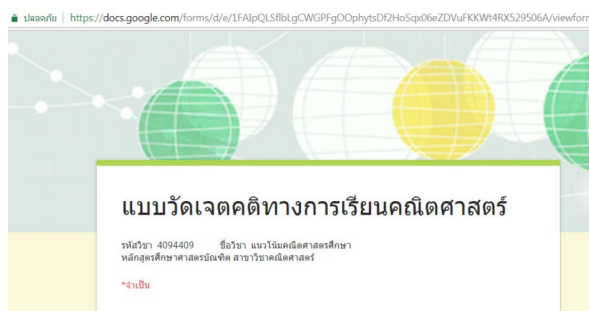 ปลอดภัย | https://docs.google.com/forms/d/e/1FAIpQLSflbLgCWGPFgOOphytsDf2HoSqx06eZDVuFKKWt4RX529506A/viewform
แบบวัดเจตคติทางการเรียนคณิตศาสตร์
รหัสวิชา 4094409 ชื่อวิชา แนวโน้มคณิตศาสตรศึกษา
หลักสูตรศึกษาศาสตรบัณฑิต สาขาวิชาคณิตศาสตร์
*จำเป็น